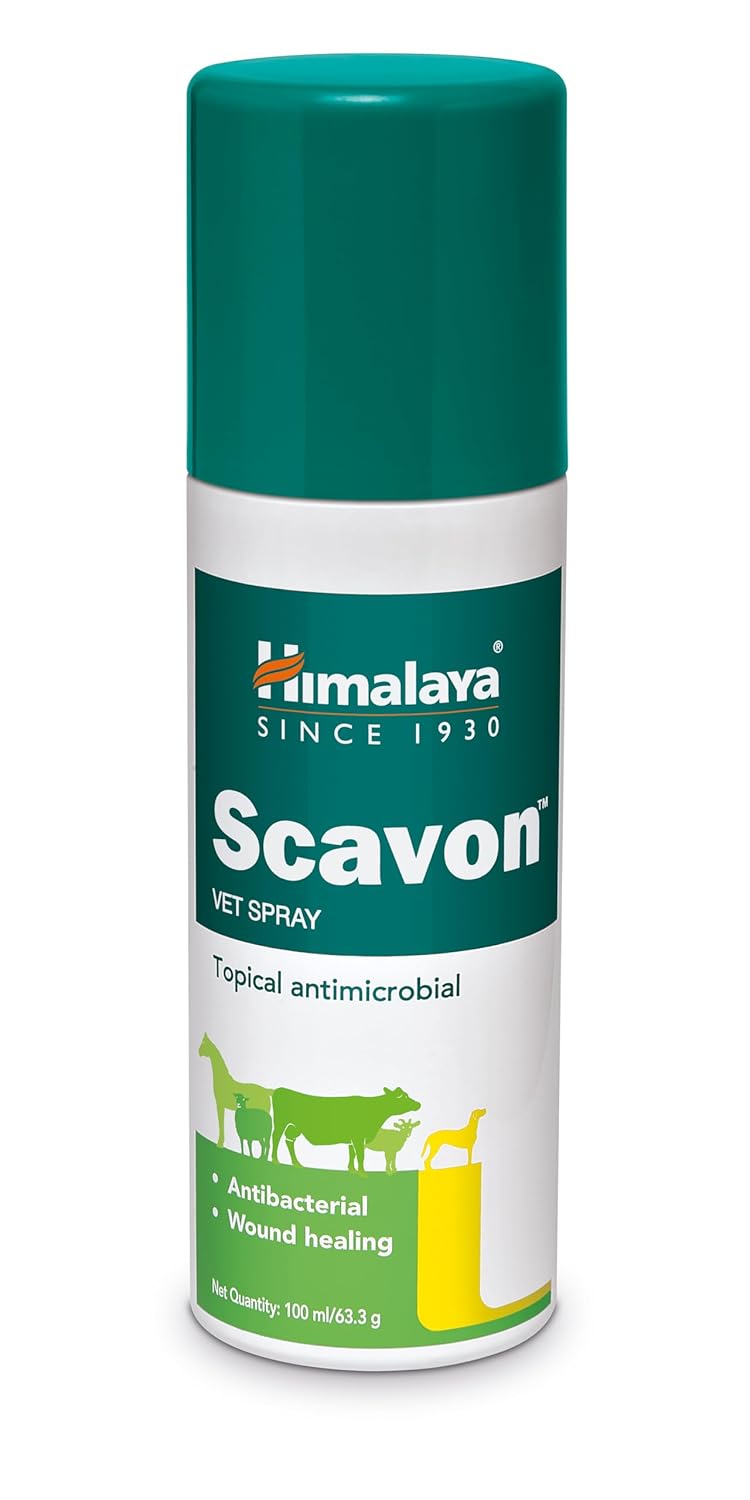 Himalaya®
SINCE 1930
Scavon™
VET SPRAY
Topical antimicrobial
• Antibacterial
• Wound healing
Net Quantity: 100 ml/63.3 g